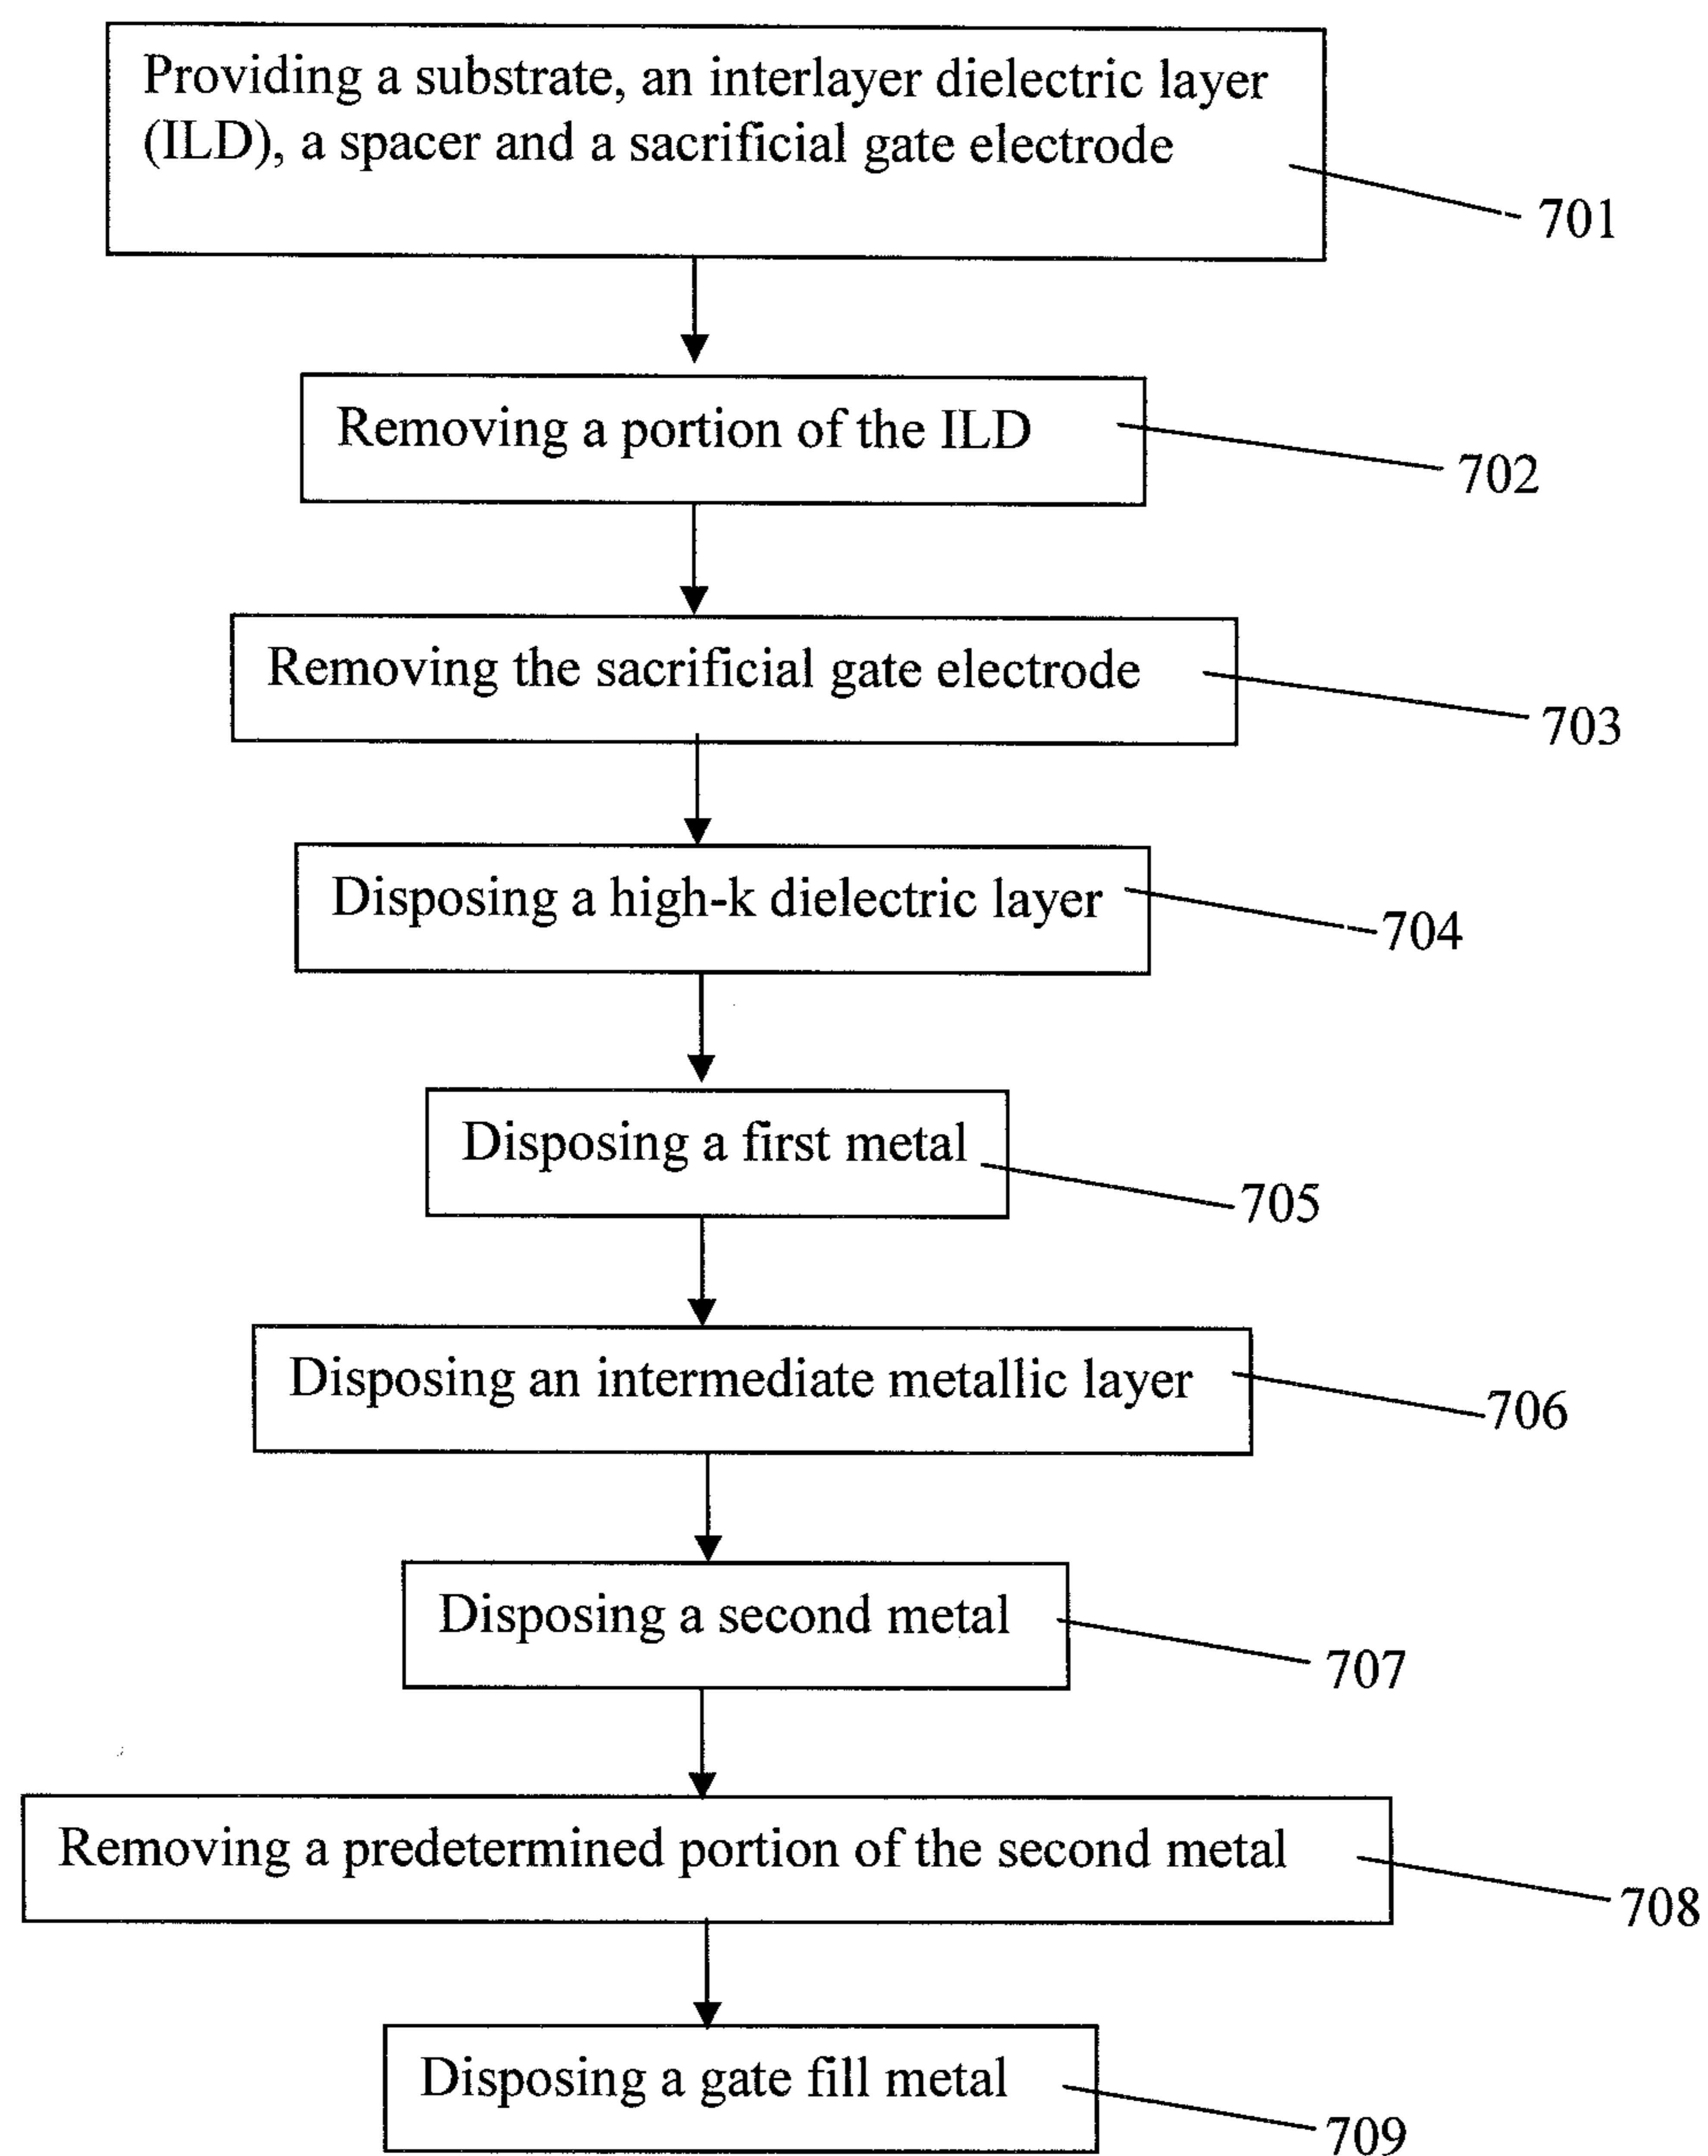 Providing a substrate, an interlayer dielectric layer
(ILD), a spacer and a sacrificial gate electrode
701
Removing a portion of the ILD
702
Removing the sacrificial gate electrode
703
Disposing a high-k dielectric layer
704
Disposing a first metal
705
Disposing an intermediate metallic layer
706
Disposing a second metal
707
Removing a predetermined portion of the second metal
708
Disposing a gate fill metal
709